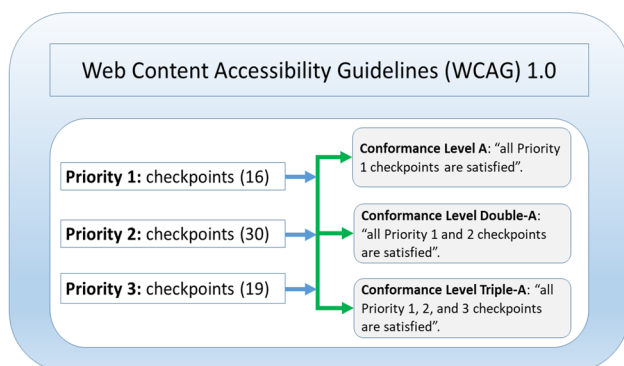 Web Content Accessibility Guidelines (WCAG) 1.0
Priority 1: checkpoints (16)
Priority 2: checkpoints (30)
Priority 3: checkpoints (19)
Conformance Level A: “all Priority
1 checkpoints are satisfied”.
Conformance Level Double-A:
“all Priority 1 and 2 checkpoints
are satisfied”.
Conformance Level Triple-A: “all
Priority 1, 2, and 3 checkpoints
are satisfied”.